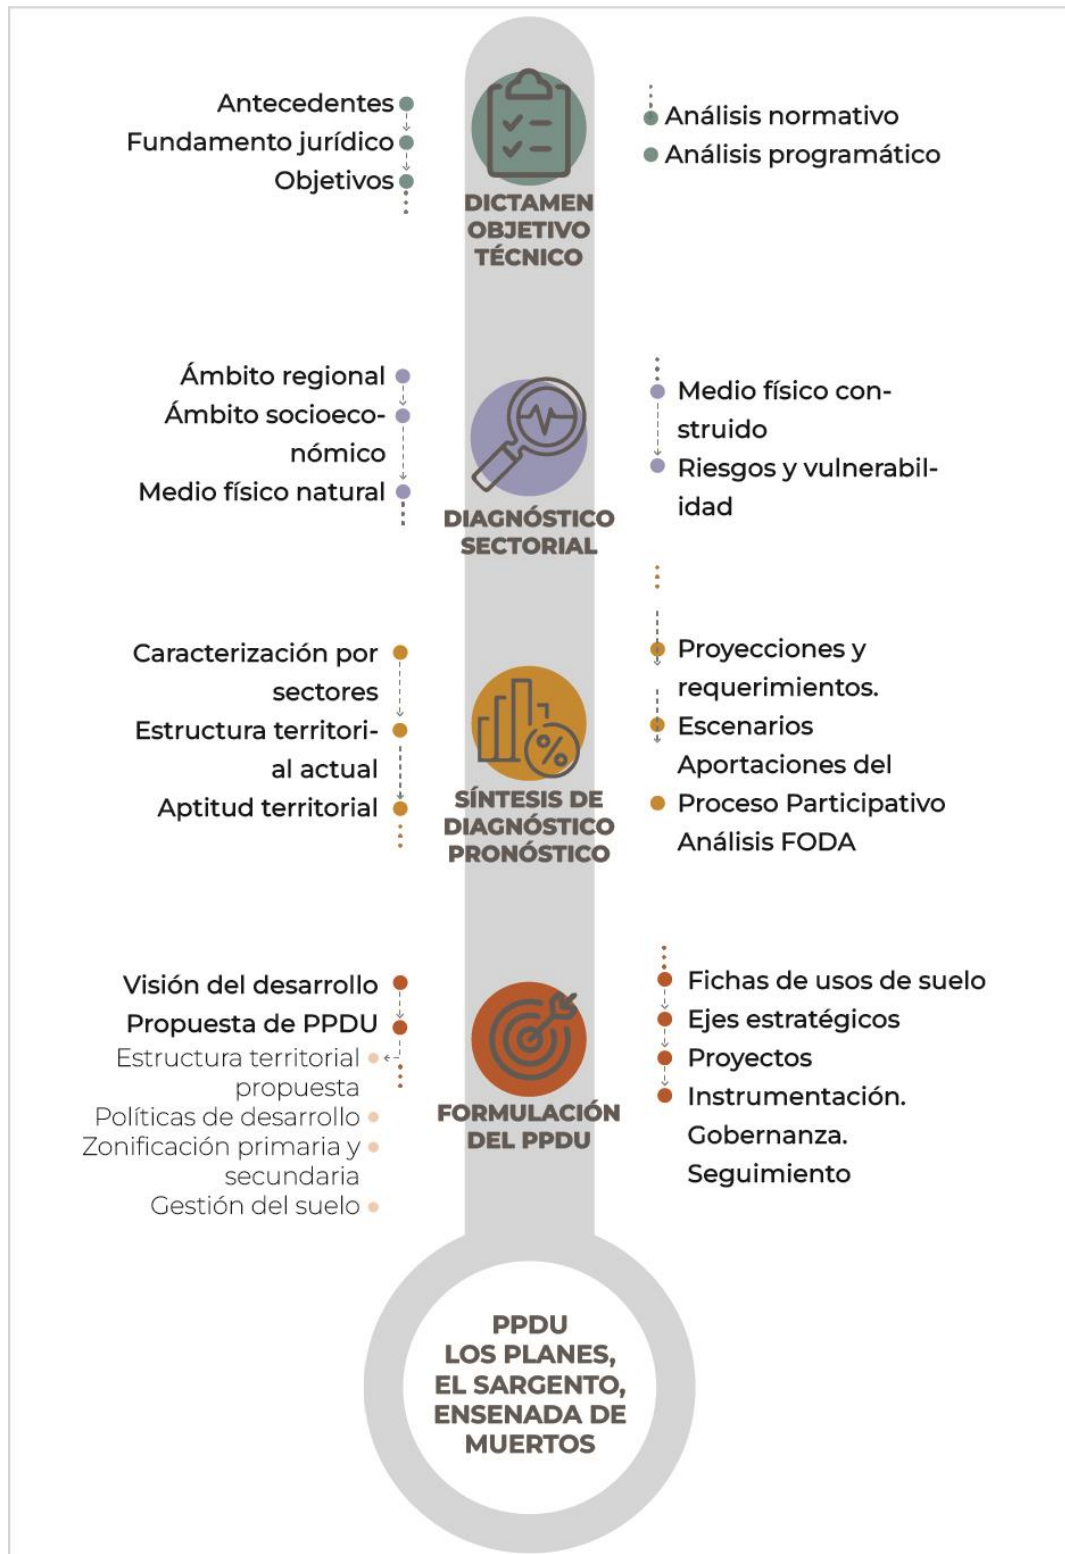 Antecedentes
Fundamento jurídico
Objetivos
DICTAMEN
OBJETIVO
TÉCNICO
Análisis normativo
Análisis programático
Ámbito regional
Ámbito socioeco-
nómico
Medio físico natural
DIAGNÓSTICO
SECTORIAL
Medio físico con-
struido
Riesgos y vulnerabil-
idad
Caracterización por
sectores
Estructura territori-
al actual
Aptitud territorial
%
SÍNTESIS DE
DIAGNÓSTICO
PRONÓSTICO
Proyecciones y
requerimientos.
Escenarios
Aportaciones del
Proceso Participativo
Análisis FODA
Visión del desarrollo
Propuesta de PPDU
Estructura territorial
propuesta
Políticas de desarrollo
Zonificación primaria y
secundaria
Gestión del suelo
FORMULACIÓN
DEL PPDU
Fichas de usos de suelo
Ejes estratégicos
Proyectos
Instrumentación.
Gobernanza.
Seguimiento
PPDU
LOS PLANES,
EL SARGENTO,
ENSENADA DE
MUERTOS